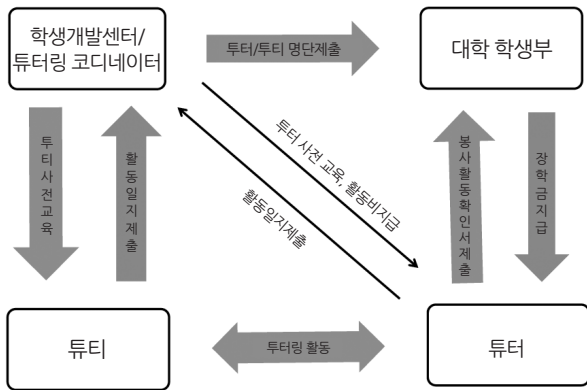 학생개발센터/
튜터링 코디네이터
투터/투티 명단제출
대학 학생부
투티사전교육
활동일지제출
투터 사전 교육, 활동비지급
활동일지제출
봉사활동확인서제출
장학금지급
튜티
투터링 활동
튜터